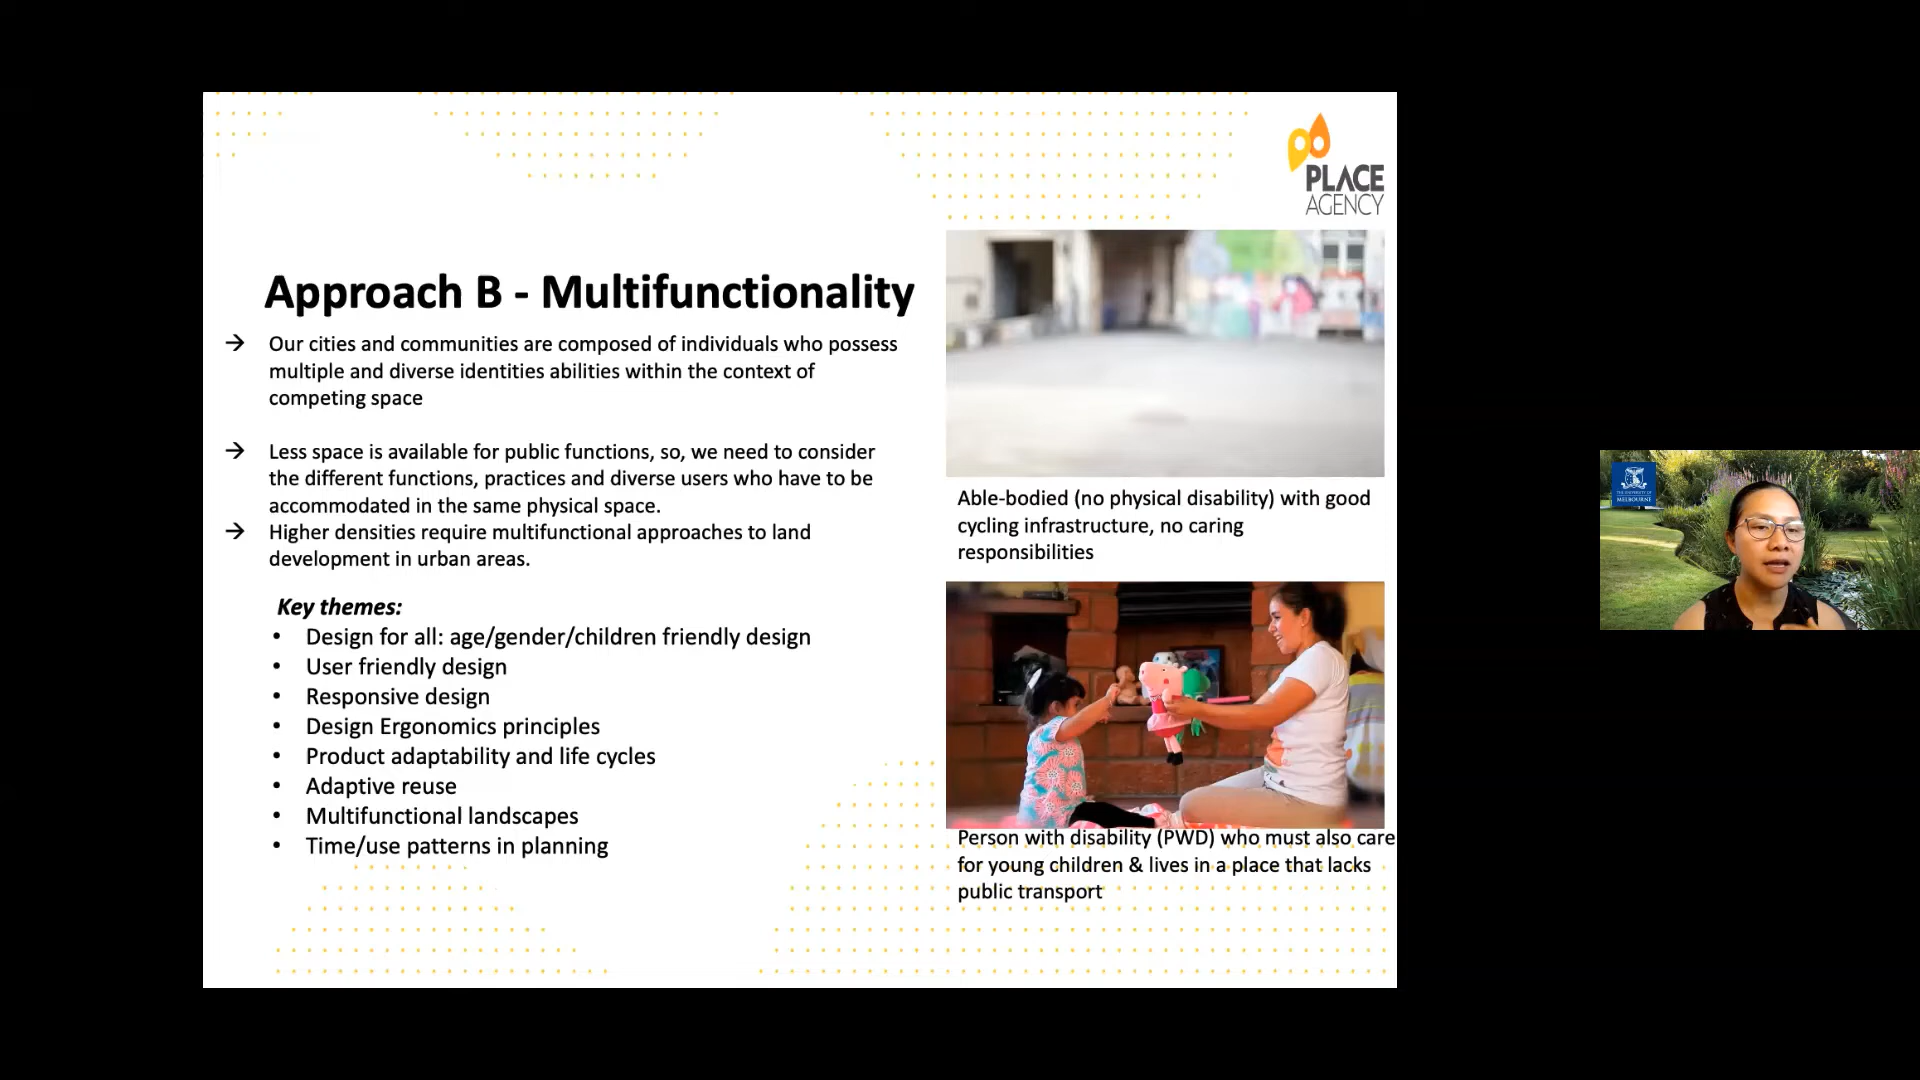 PLACE
AGENCY
Approach B - Multifunctionality
→ Our cities and communities are composed of individuals who possess
multiple and diverse identities abilities within the context of
competing space
→ Less space is available for public functions, so, we need to consider
the different functions, practices and diverse users who have to be
accommodated in the same physical space.
→ Higher densities require multifunctional approaches to land
development in urban areas.
Key themes:
• Design for all: age/gender/children friendly design
• User friendly design
• Responsive design
• Design Ergonomics principles
• Product adaptability and life cycles
• Adaptive reuse
• Multifunctional landscapes
• Time/use patterns in planning
Able-bodied (no physical disability) with good
cycling infrastructure, no caring
responsibilities
Person with disability (PWD) who must also care
for young children & lives in a place that lacks
public transport
THE UNIVERSITY OF
MELBOURNE